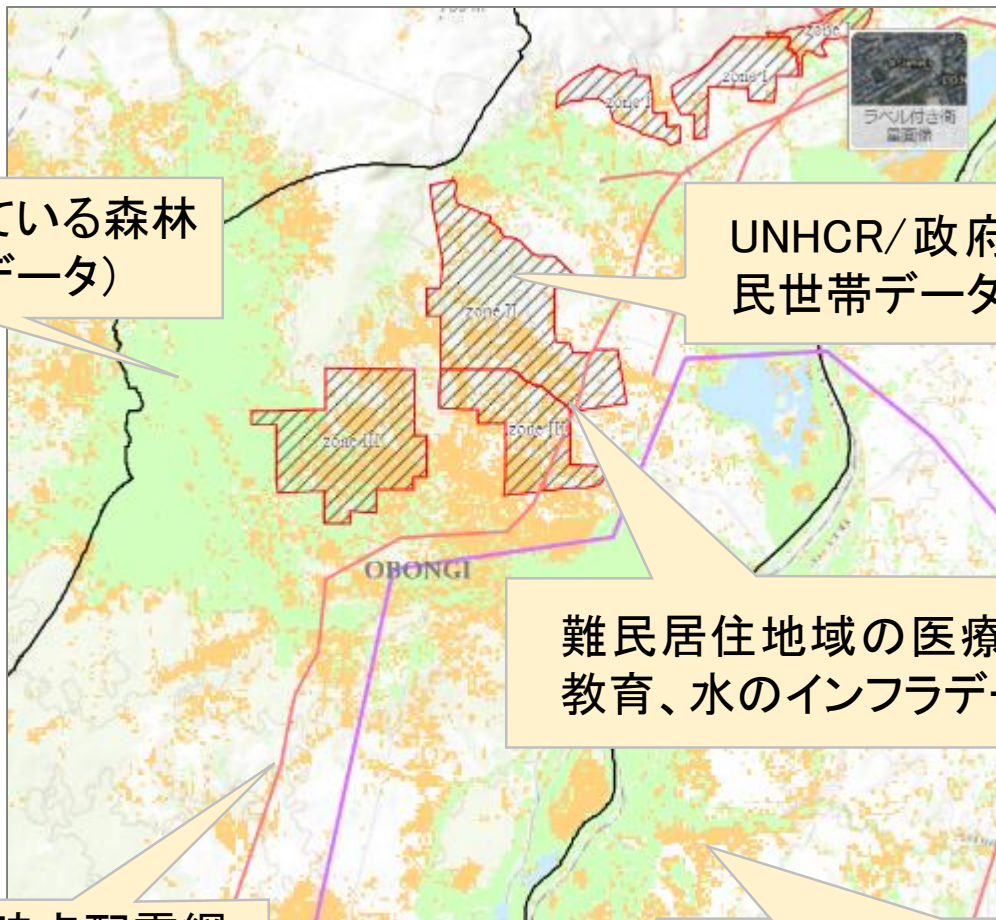 zone I
zone I
zone I
ラベル付き衛
星画像
ている森林
データ)
UNHCR/政府
民世帯データ
zone II
zone III
zone III
OBONGI
難民居住地域の医療
教育、水のインフラデー